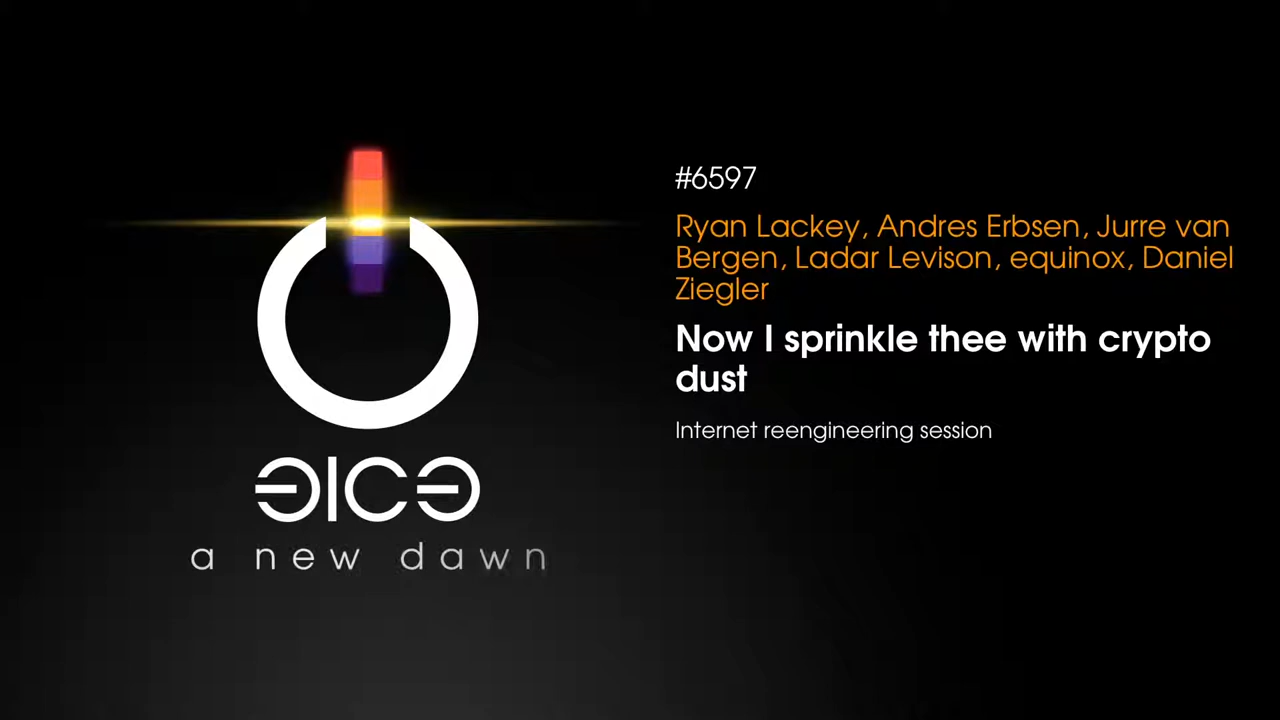 #6597
Ryan Lackey, Andres Erbsen, Jurre van
Bergen, Ladar Levison, equinox, Daniel
Ziegler
Now I sprinkle thee with crypto
dust
Internet reengineering session
ɘICɘ
a new dawn